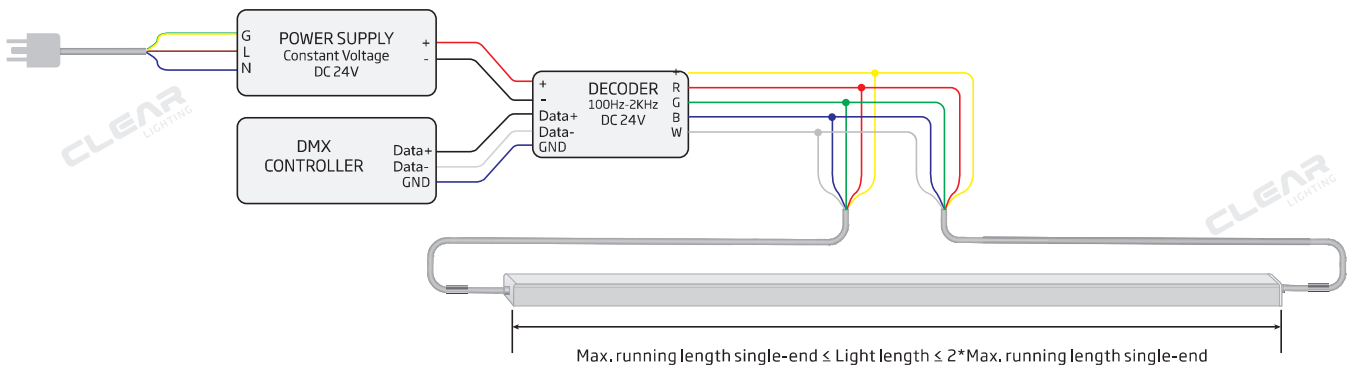 G
L
N
POWER SUPPLY
Constant Voltage
DC 24V
+
-
DMX
CONTROLLER
Data+
Data-
GND
+
-
Data+
Data-
GND
DECODER
100Hz-2KHz
DC 24V
+
R
G
B
W
CLEAR
LIGHTING
CLEAR
LIGHTING
Max. running length single-end ≤ Light length ≤ 2*Max. running length single-end